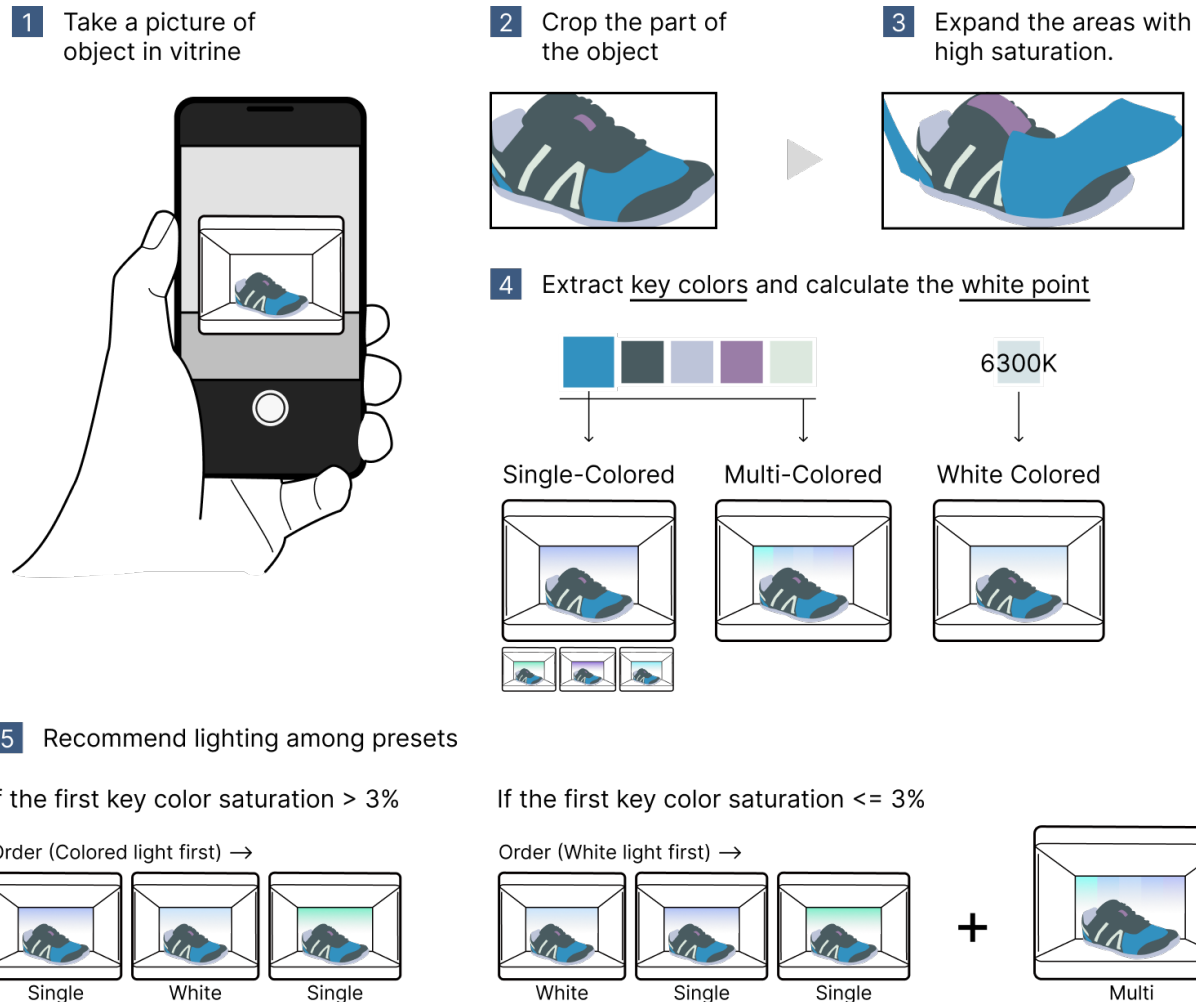 1
Take a picture of
object in vitrine
2
Crop the part of
the object
3
Expand the areas with
high saturation.
4
Extract key colors and calculate the white point
6300K
Single-Colored
Multi-Colored
White Colored
5
Recommend lighting among presets
the first key color saturation > 3%
If the first key color saturation <= 3%
Order (Colored light first) →
Order (White light first) →
+
Single
White
Single
White
Single
Single
Multi